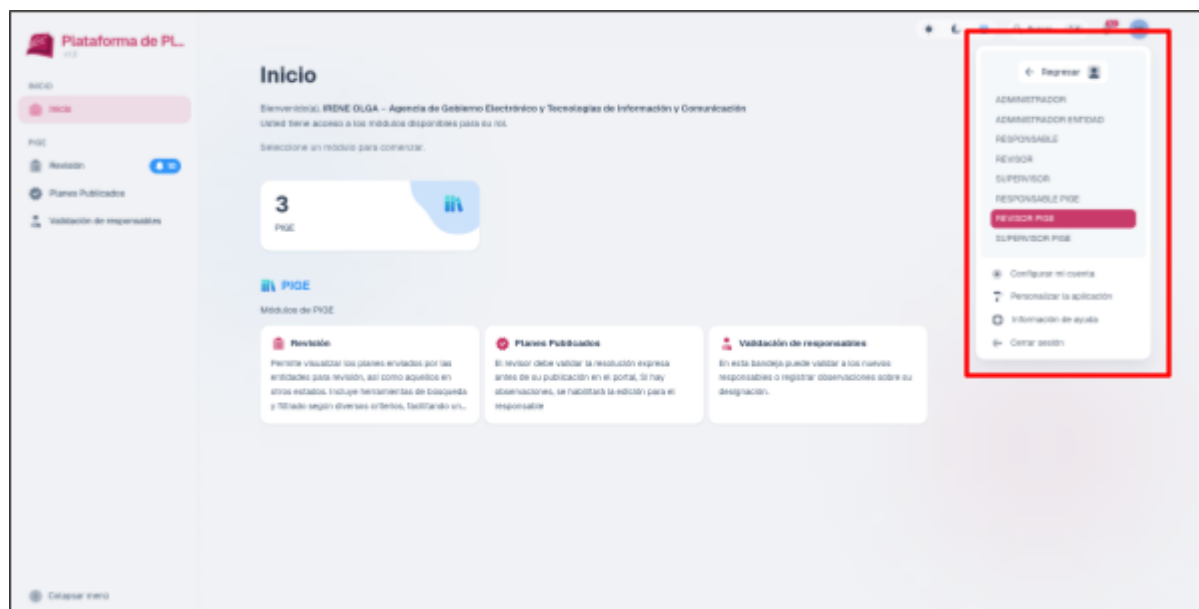 Plataforma de PL...
v1.0
INICIO
Inicio
PIGE
Revisión
10
Planes Publicados
Validación de responsables
Colapsar menú
Inicio
Bienvenido(a), IRENE OLGA – Agencia de Gobierno Electrónico y Tecnologías de Información y Comunicación
Usted tiene acceso a los módulos disponibles para su rol.
Seleccione un módulo para comenzar.
3
PIGE
PIGE
Módulos de PIGE
Revisión
Permite visualizar los planes enviados por las
entidades para revisión, así como aquellos en
otros estados. Incluye herramientas de búsqueda
y filtrado según diversos criterios, facilitando un...
Planes Publicados
El revisor debe validar la resolución expresa
antes de su publicación en el portal, Si hay
observaciones, se habilitará la edición para el
responsable
Validación de responsables
En esta bandeja puede validar a los nuevos
responsables o registrar observaciones sobre su
designación.
Regresar
ADMINISTRADOR
ADMINISTRADOR ENTIDAD
RESPONSABLE
REVISOR
SUPERVISOR
RESPONSABLE PIGE
REVISOR PIGE
SUPERVISOR PIGE
Configurar mi cuenta
Personalizar la aplicación
Información de ayuda
Cerrar sesión